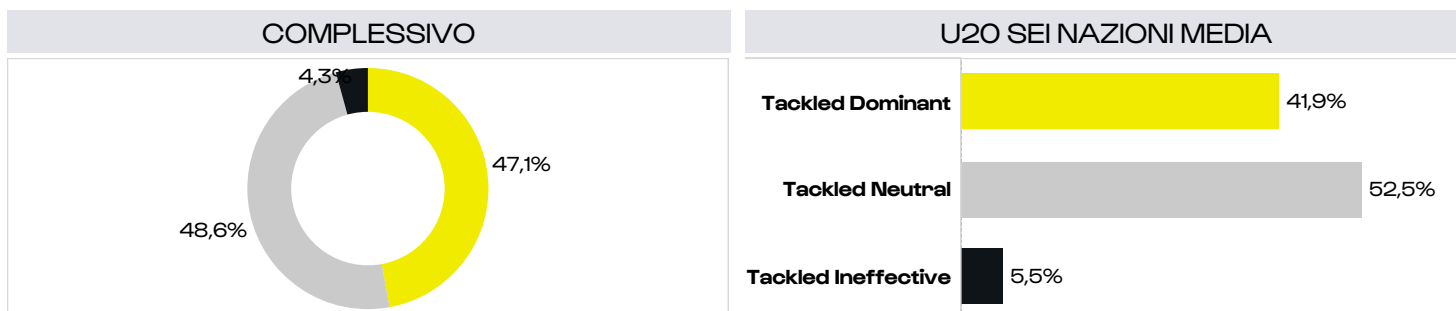 COMPLESSIVO
4,3%
47,1%
48,6%
U20 SEI NAZIONI MEDIA
Tackled Dominant 41,9%
Tackled Neutral 52,5%
Tackled Ineffective 5,5%